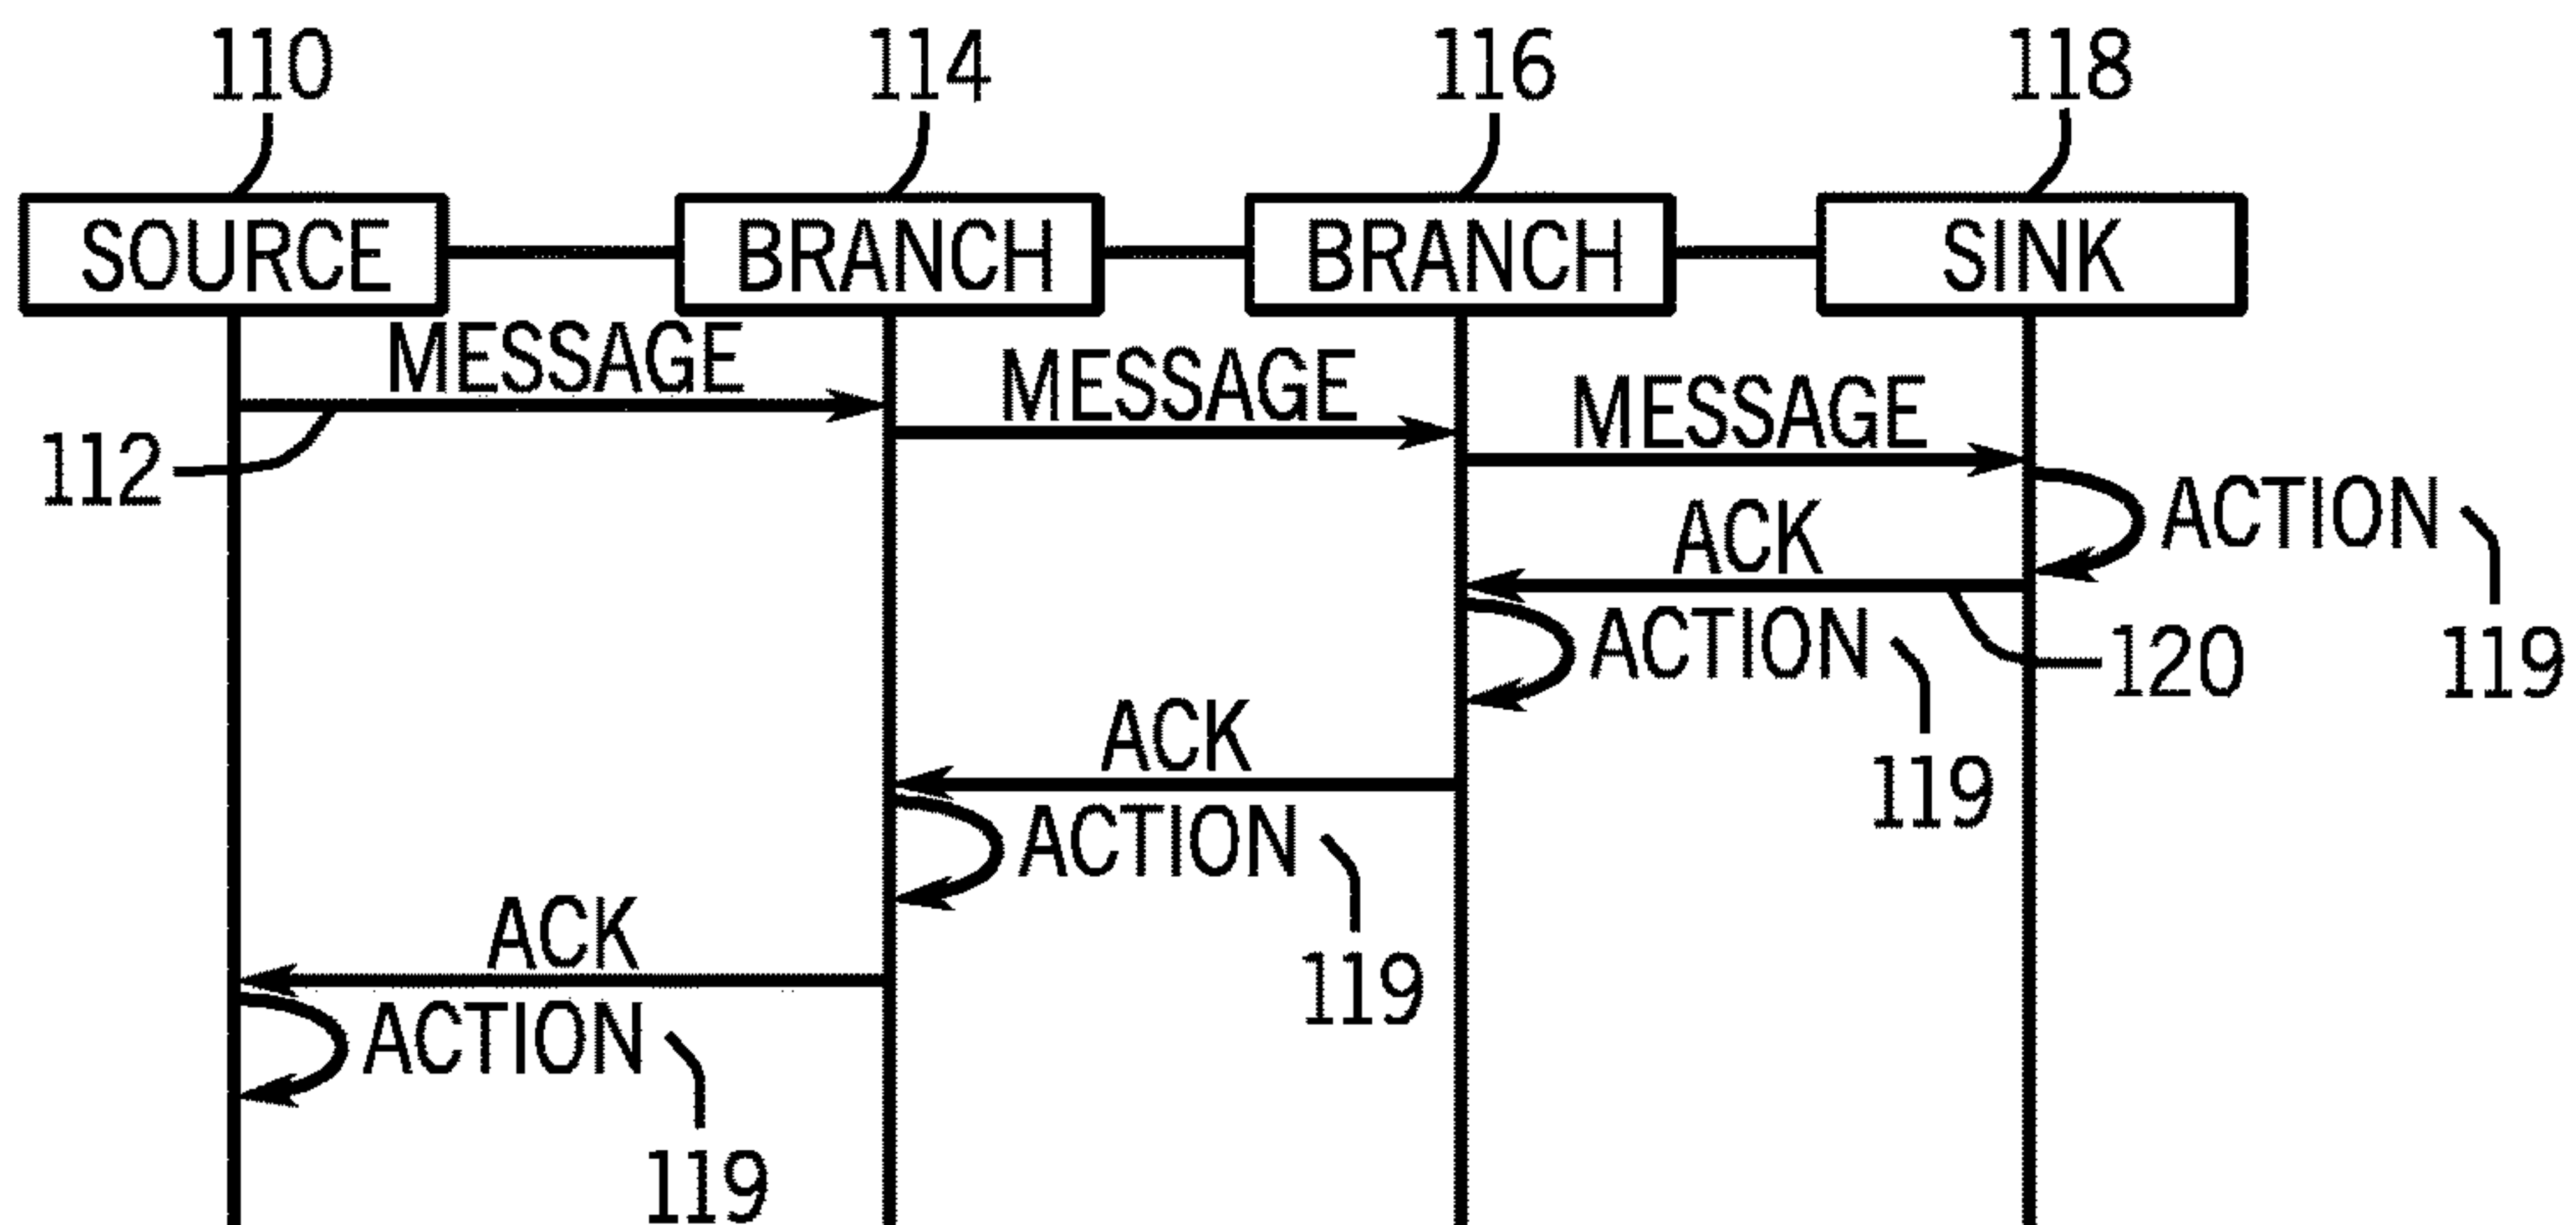 110 114 116 118
SOURCE BRANCH BRANCH SINK
MESSAGE
MESSAGE
MESSAGE
112
ACTION
ACK
ACTION
120 119
ACK
119
ACTION
ACK
119
ACTION
119